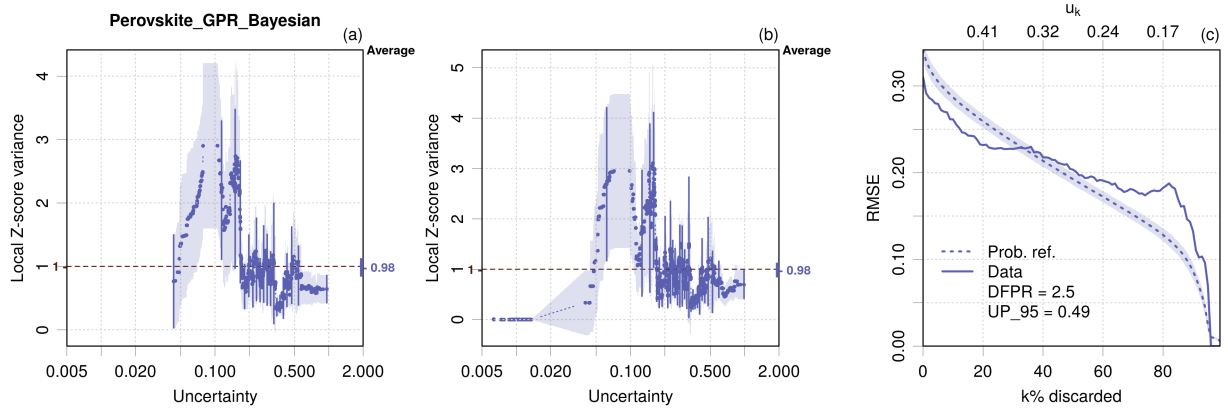 Perovskite_GPR_Bayesian
(a)
Average
4
3
2
1
1
0
0.98
0.005 0.020 0.100 0.500 2.000
Uncertainty
Local Z-score variance
(b)
Average
5
4
3
2
1
1
0
0.98
0.005 0.020 0.100 0.500 2.000
Uncertainty
Local Z-score variance
uk
0.41 0.32 0.24 0.17
(c)
0.30
0.20
0.10
0.00
RMSE
Prob. ref.
Data
DFPR = 2.5
UP_95 = 0.49
0 20 40 60 80
k% discarded